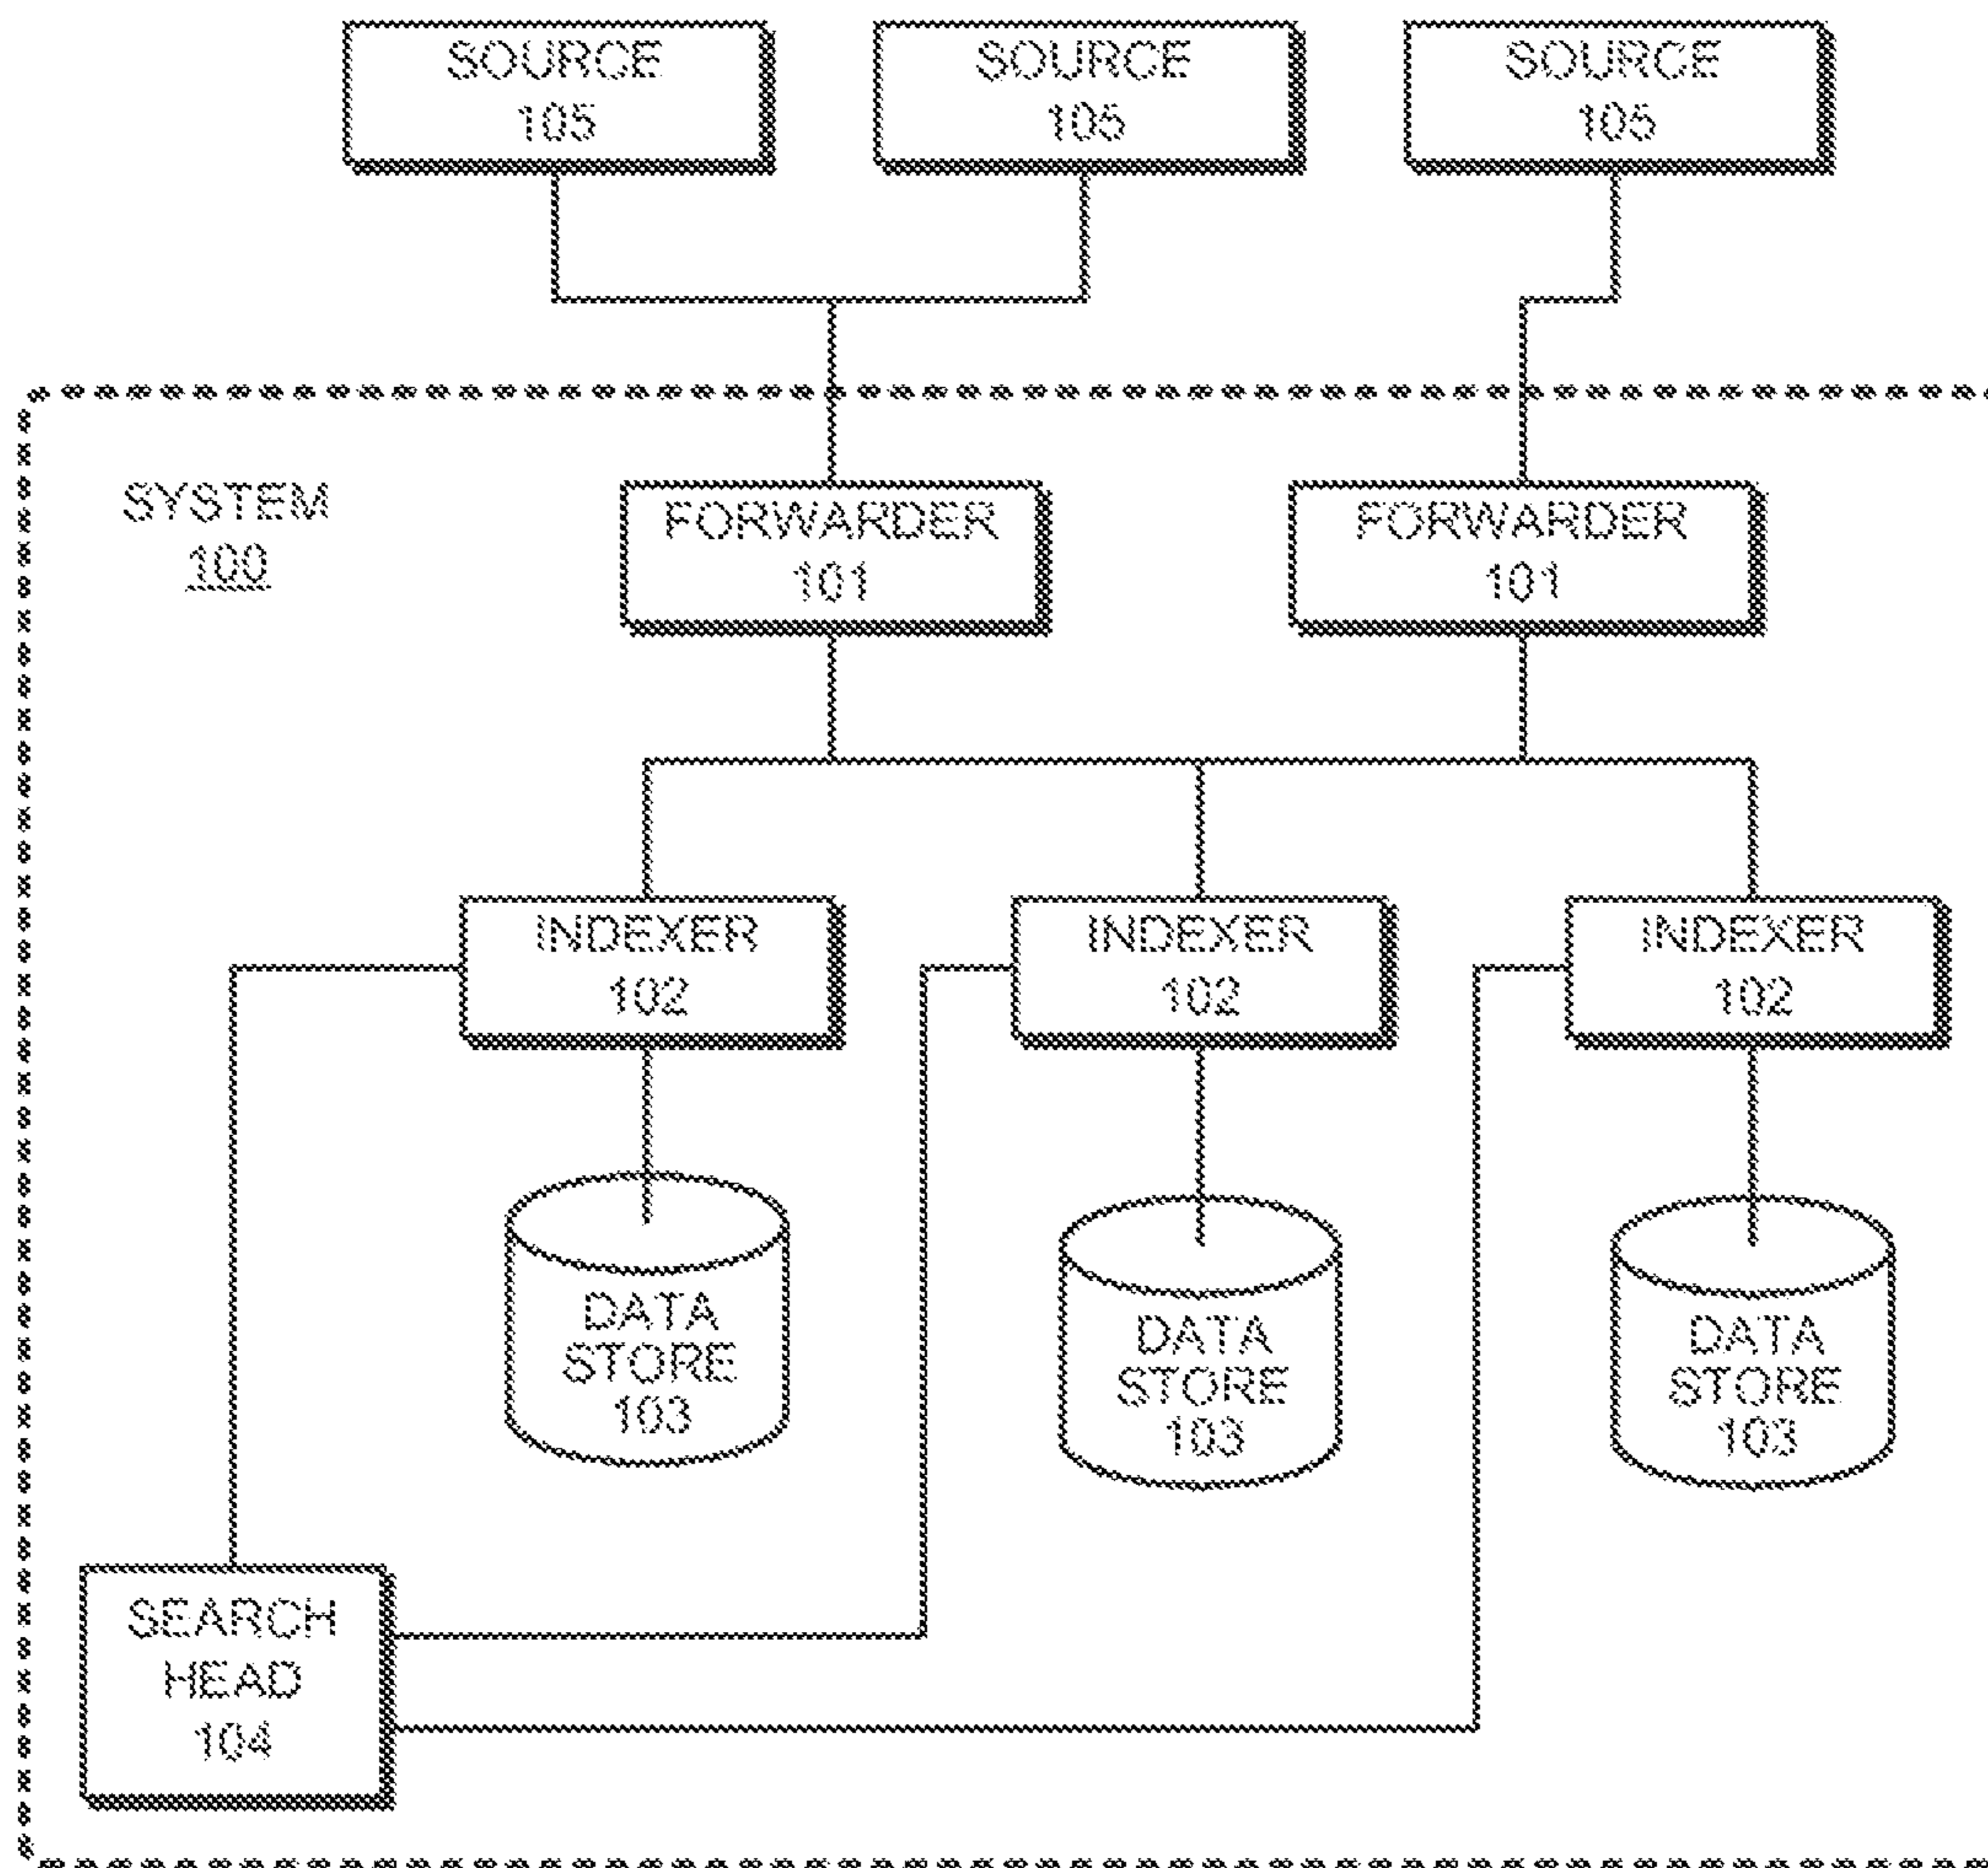 SOURCE
105
SOURCE
105
SOURCE
105
SYSTEM
100
FORWARDER
101
FORWARDER
101
INDEXER
102
INDEXER
102
INDEXER
102
DATA
STORE
103
DATA
STORE
103
DATA
STORE
103
SEARCH
HEAD
104